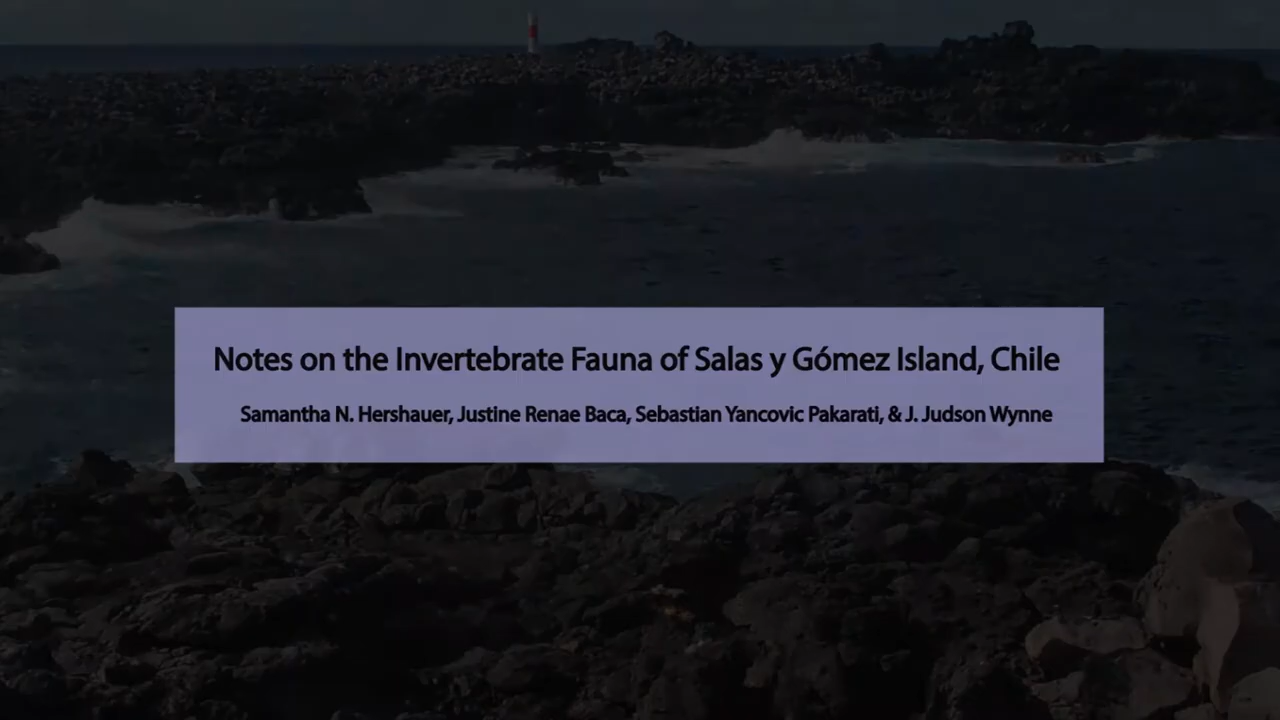 Notes on the Invertebrate Fauna of Salas y Gómez Island, Chile
Samantha N. Hershauer, Justine Renae Baca, Sebastian Yancovic Pakarati, & J. Judson Wynne